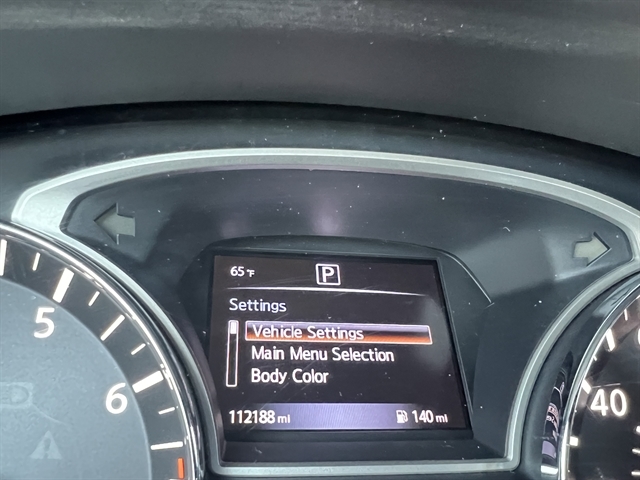 65°F P
Settings
Vehicle Settings
Main Menu Selection
Body Color
112188 mi 140 mi
5
6
40